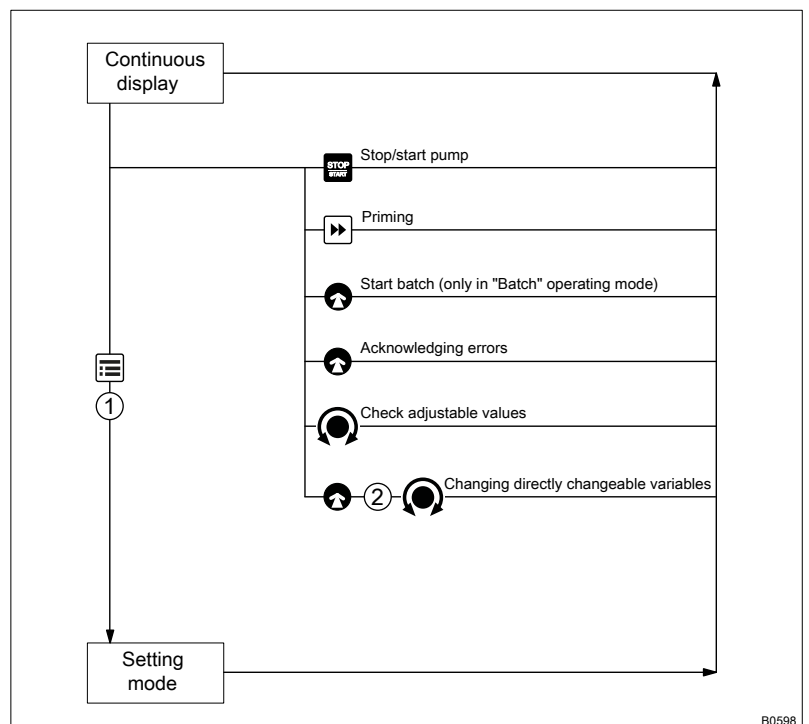 Continuous
display
STOP
START
Stop/start pump
Priming
Start batch (only in "Batch" operating mode)
Acknowledging errors
1
Check adjustable values
2
Changing directly changeable variables
Setting
mode
B0598